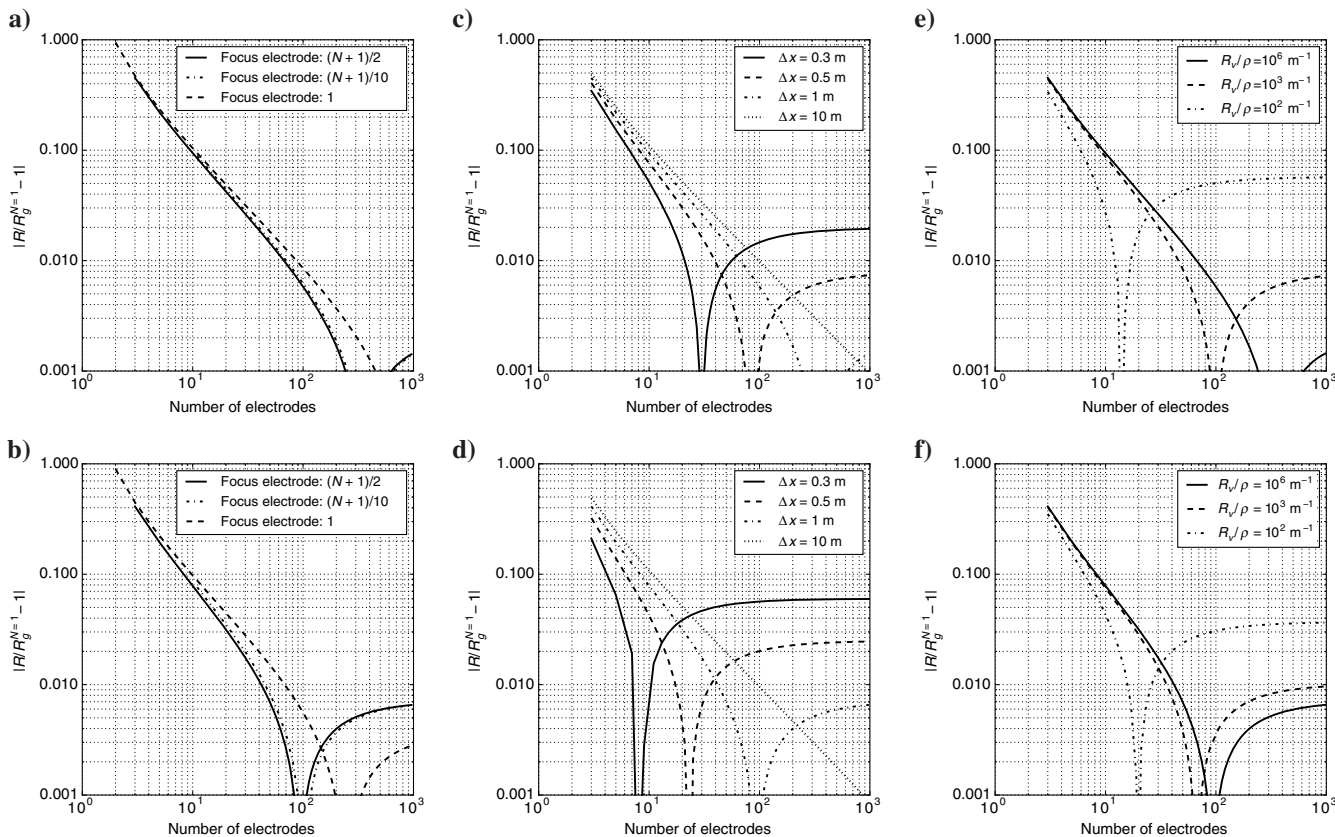 a)
1.000
0.100
0.010
0.001
|R/R_g^{N=1} − 1|
Focus electrode: (N + 1)/2
Focus electrode: (N + 1)/10
Focus electrode: 1
10^0
10^1
10^2
10^3
Number of electrodes
c)
1.000
0.100
0.010
0.001
|R/R_g^{N=1} − 1|
Δx = 0.3 m
Δx = 0.5 m
Δx = 1 m
Δx = 10 m
10^0
10^1
10^2
10^3
Number of electrodes
e)
1.000
0.100
0.010
0.001
|R/R_g^{N=1} − 1|
R_v/ρ =10^6 m^−1
R_v/ρ =10^3 m^−1
R_v/ρ =10^2 m^−1
10^0
10^1
10^2
10^3
Number of electrodes
b)
1.000
0.100
0.010
0.001
|R/R_g^{N=1} − 1|
Focus electrode: (N + 1)/2
Focus electrode: (N + 1)/10
Focus electrode: 1
10^0
10^1
10^2
10^3
Number of electrodes
d)
1.000
0.100
0.010
0.001
|R/R_g^{N=1} − 1|
Δx = 0.3 m
Δx = 0.5 m
Δx = 1 m
Δx = 10 m
10^0
10^1
10^2
10^3
Number of electrodes
f)
1.000
0.100
0.010
0.001
|R/R_g^{N=1} − 1|
R_v/ρ = 10^6 m^−1
R_v/ρ = 10^3 m^−1
R_v/ρ = 10^2 m^−1
10^0
10^1
10^2
10^3
Number of electrodes